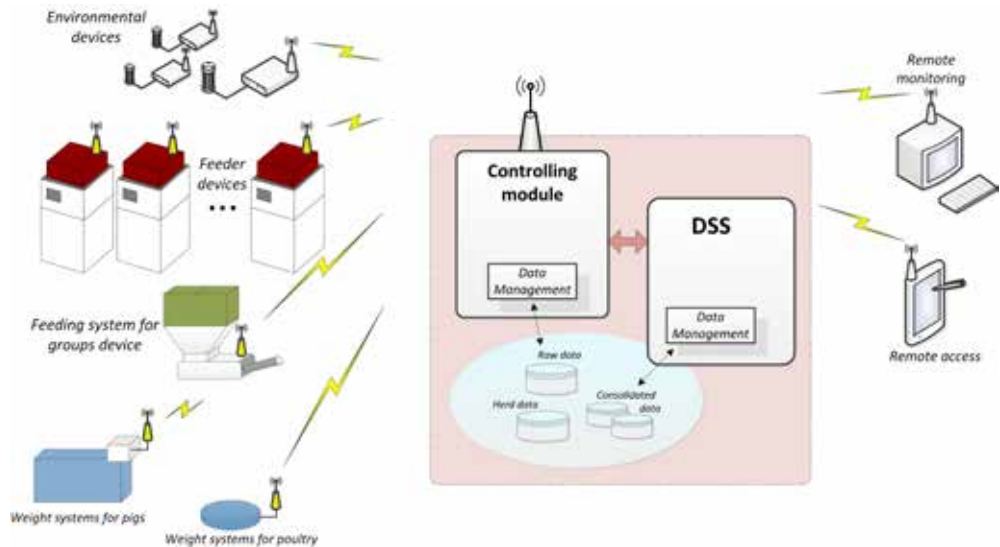 Environmental
devices
Feeder
devices
...
Feeding system for
groups device
Weight systems for pigs
Weight systems for poultry
Controlling
module
Data
Management
DSS
Data
Management
Raw data
Herd data
Consolidated
data
Remote
monitoring
Remote access